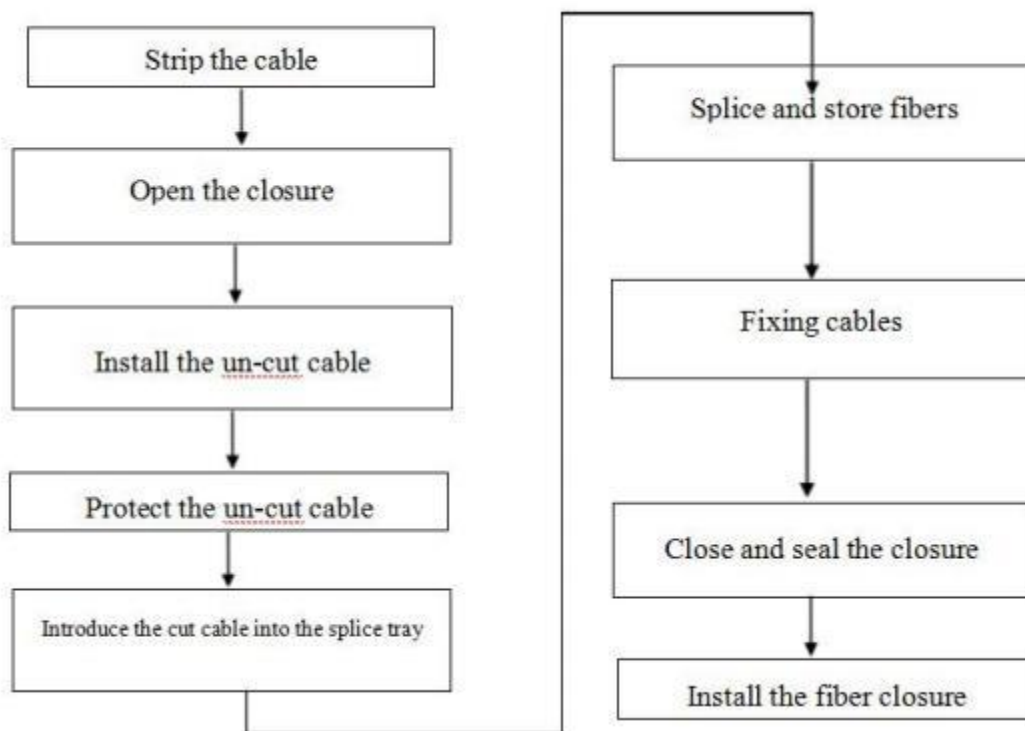 Strip the cable
Open the closure
Install the un-cut cable
Protect the un-cut cable
Introduce the cut cable into the splice tray
Splice and store fibers
Fixing cables
Close and seal the closure
Install the fiber closure